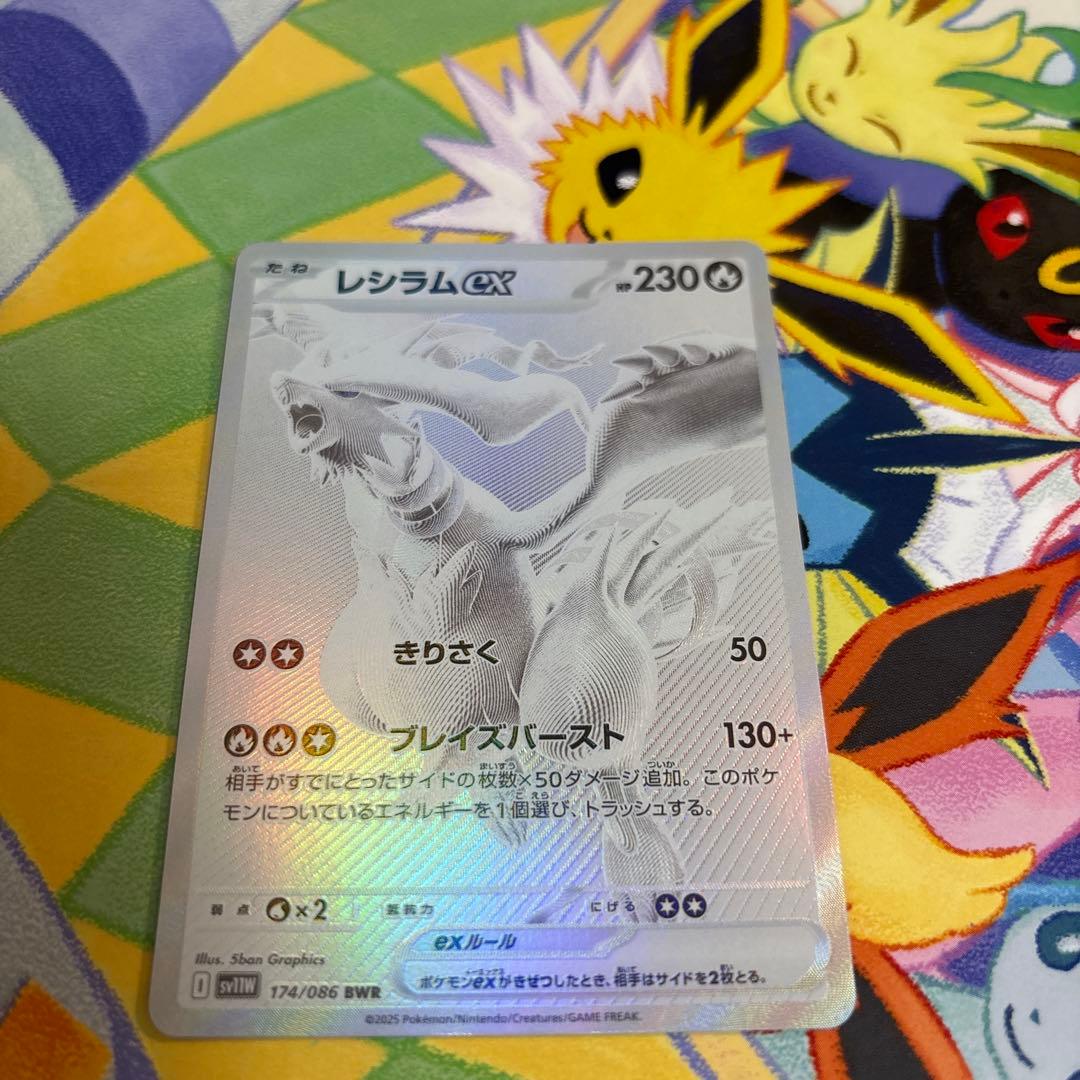 たね レシラムex HP230
きりさく 50
ブレイズバースト 130+
相手がすでにとったサイドの枚数×50ダメージ追加。このポケ
モンについているエネルギーを1個選び、トラッシュする。
弱点 ×2 抵抗力 にげる
exルール
ポケモンexがきぜつしたとき、相手はサイドを2枚とる。
Illus. 5ban Graphics
I sv11W 174/086 BWR
©2025 Pokémon/Nintendo/Creatures/GAME FREAK.